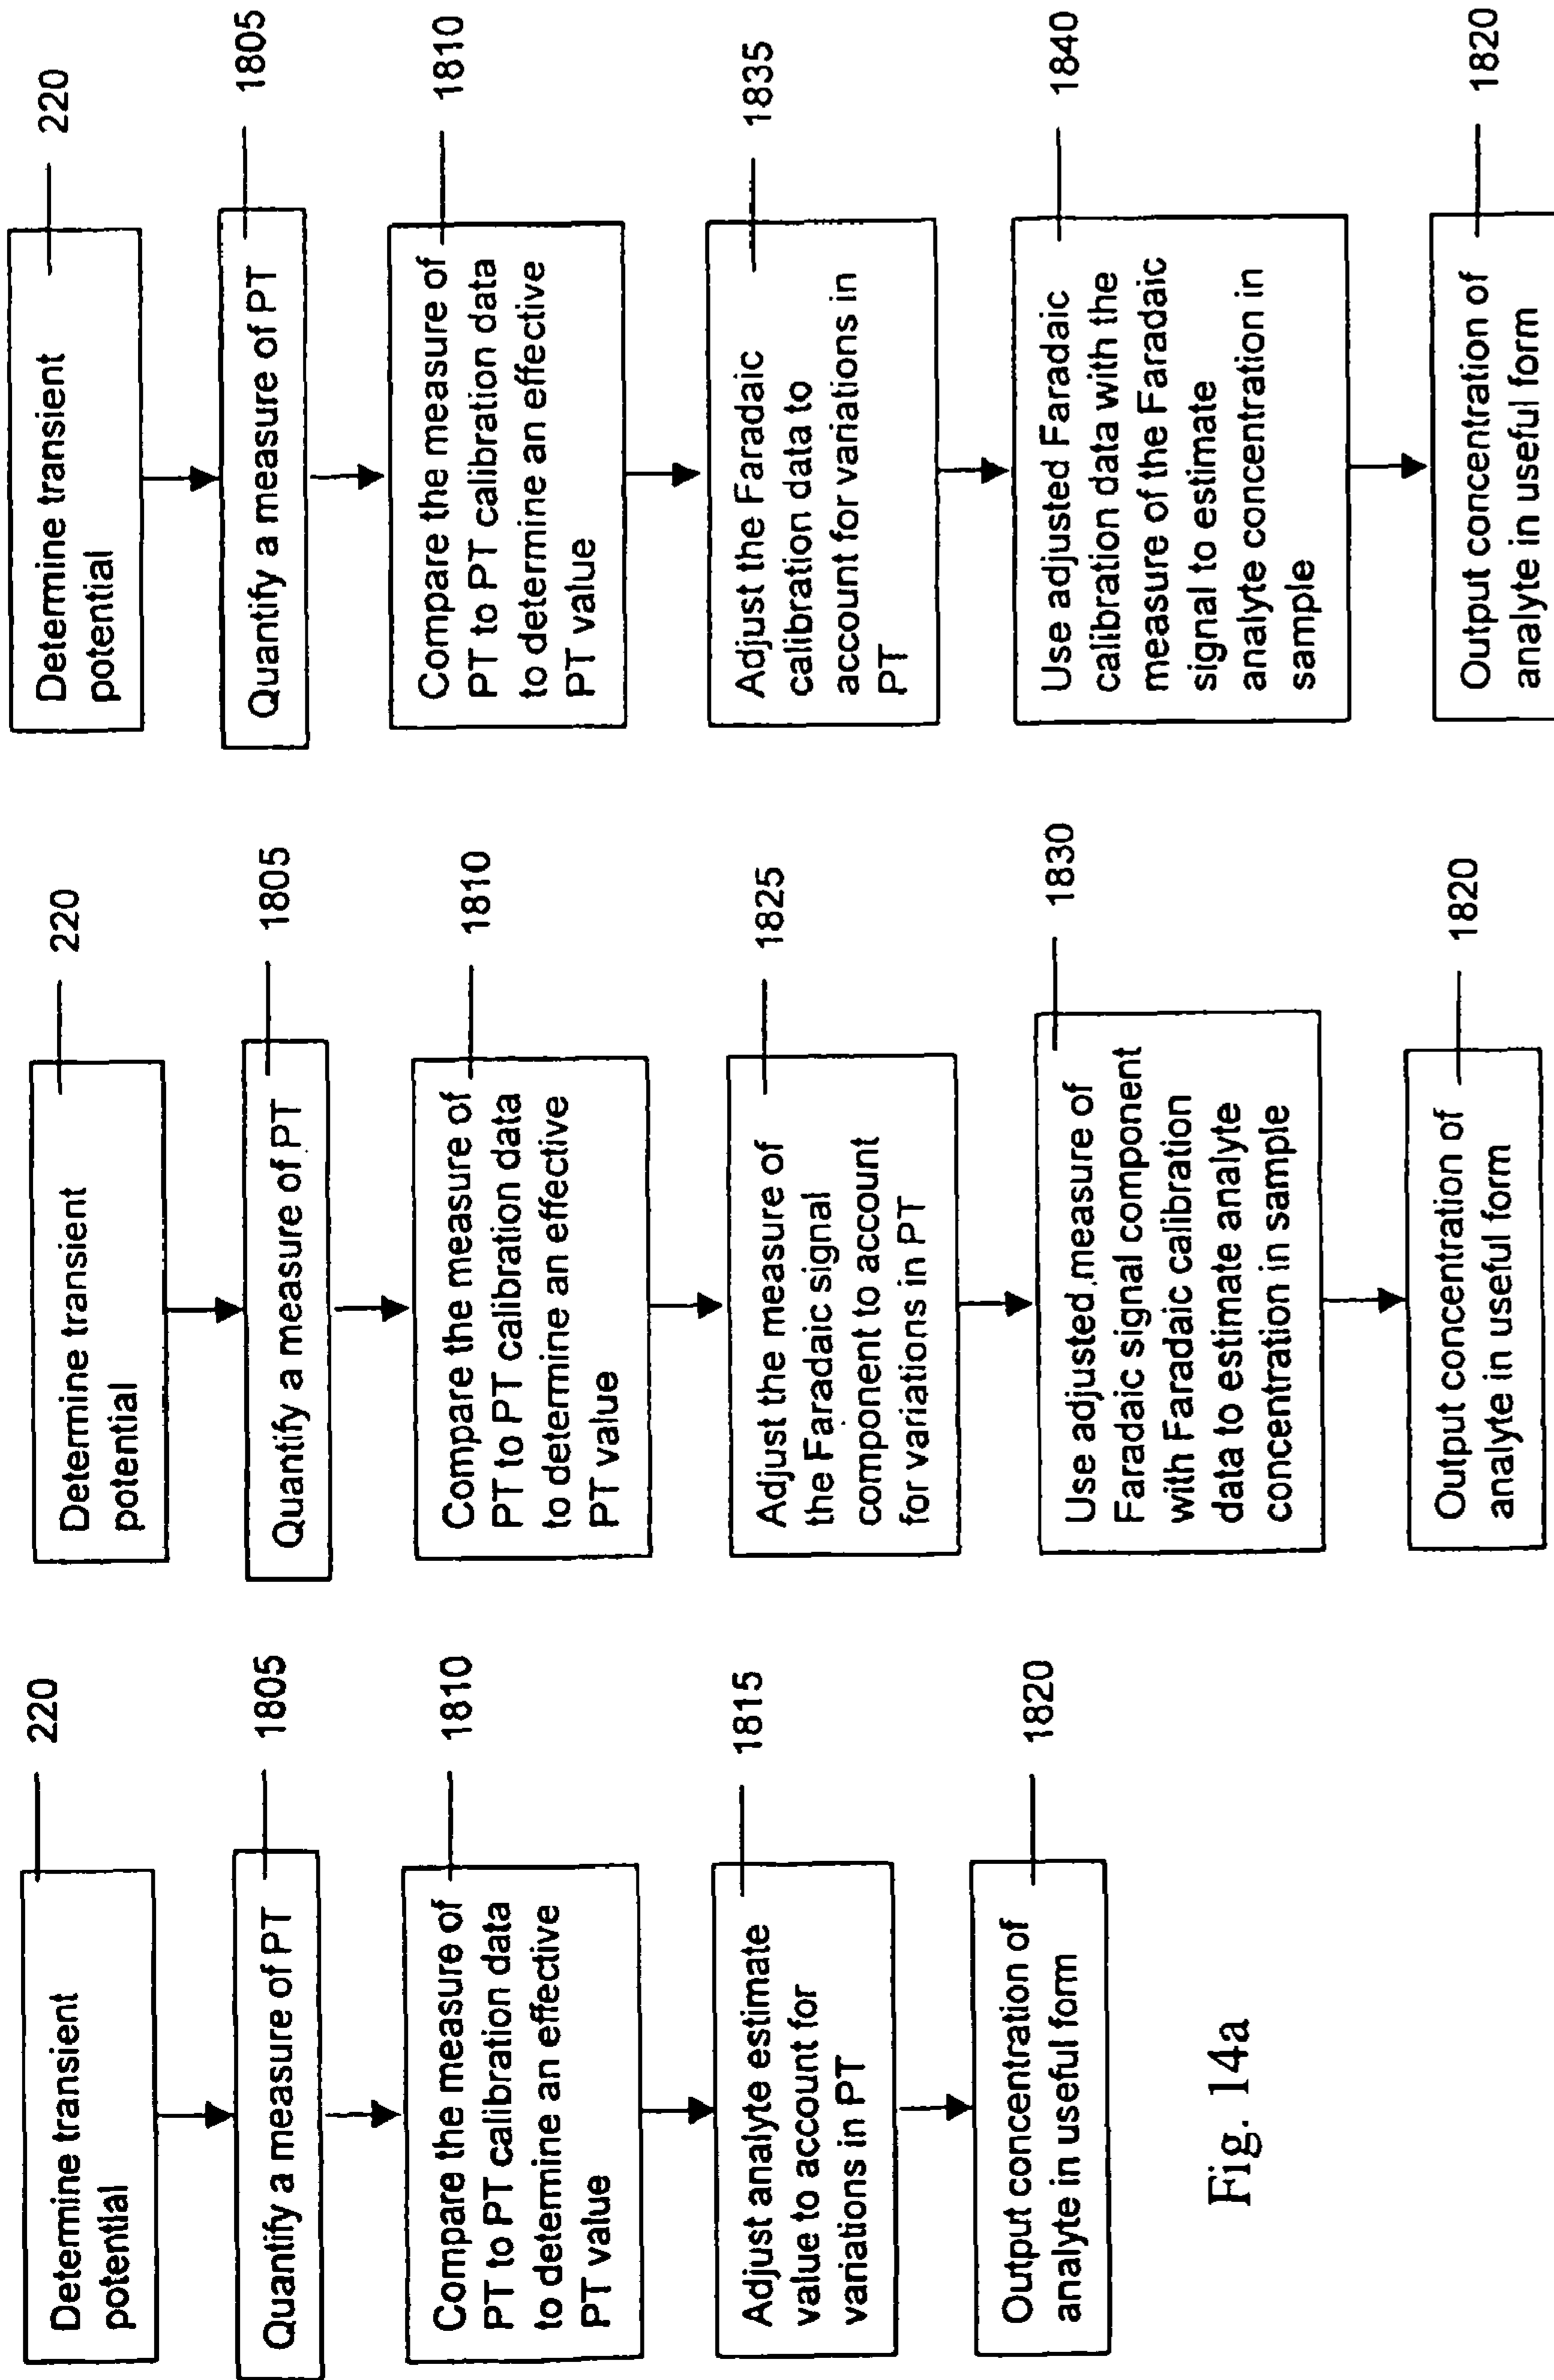 Determine transient
potential
220
Quantify a measure of PT
1805
Compare the measure of
PT to PT calibration data
to determine an effective
PT value
1810
Adjust analyte estimate
value to account for
variations in PT
1815
Output concentration of
analyte in useful form
1820
Fig. 14a
Determine transient
potential
220
Quantify a measure of PT
1805
Compare the measure of
PT to PT calibration data
to determine an effective
PT value
1810
Adjust the measure of
the Faradaic signal
component to account
for variations in PT
1825
Use adjusted measure of
Faradaic signal component
with Faradaic calibration
data to estimate analyte
concentration in sample
1830
Output concentration of
analyte in useful form
1820
Determine transient
potential
220
Quantify a measure of PT
1805
Compare the measure of
PT to PT calibration data
to determine an effective
PT value
1810
Adjust the Faradaic
calibration data to
account for variations in
PT
1835
Use adjusted Faradaic
calibration data with the
measure of the Faradaic
signal to estimate
analyte concentration in
sample
1840
Output concentration of
analyte in useful form
1820